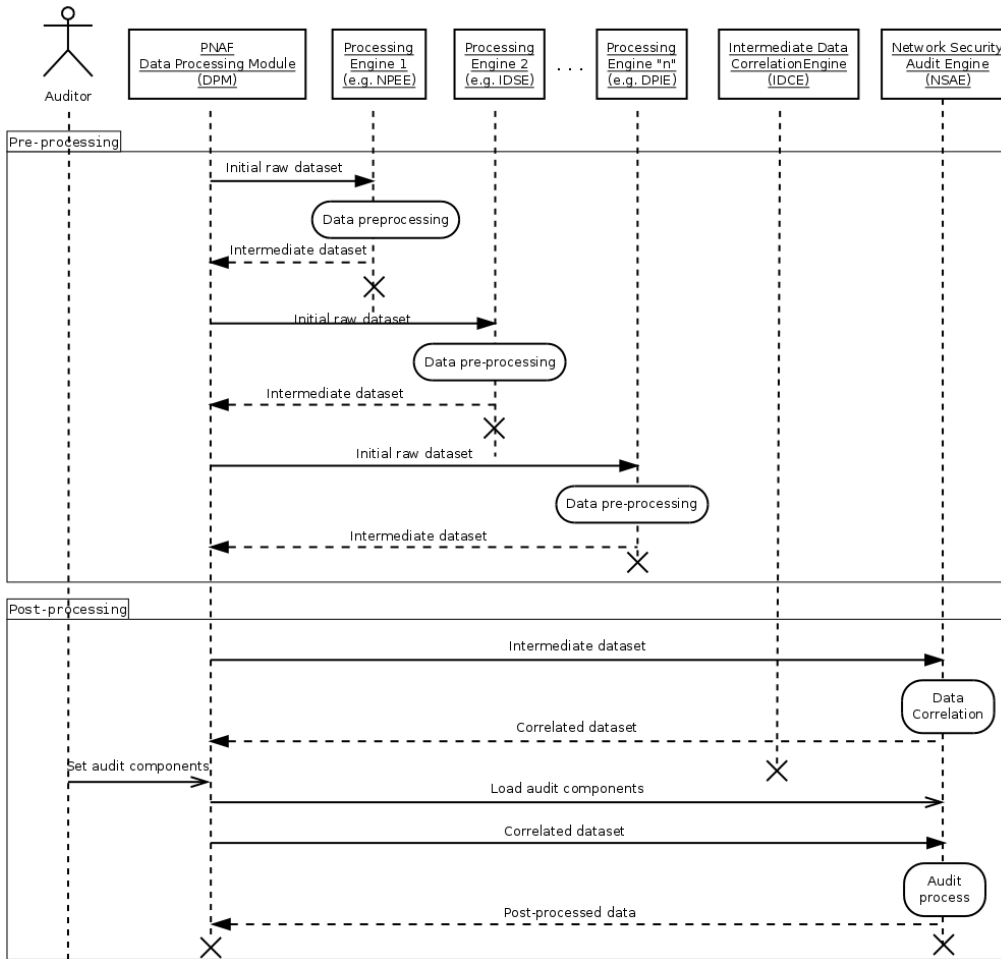 Auditor
PNAF
Data Processing Module
(DPM)
Processing
Engine 1
(e.g. NPEE)
Processing
Engine 2
(e.g. IDSE)
. . .
Processing
Engine "n"
(e.g. DPIE)
Intermediate Data
CorrelationEngine
(IDCE)
Network Security
Audit Engine
(NSAE)
Pre-processing
Initial raw dataset
Data preprocessing
Intermediate dataset
Initial raw dataset
Data pre-processing
Intermediate dataset
Initial raw dataset
Data pre-processing
Intermediate dataset
Post-processing
Intermediate dataset
Data
Correlation
Correlated dataset
Set audit components
Load audit components
Correlated dataset
Audit
process
Post-processed data